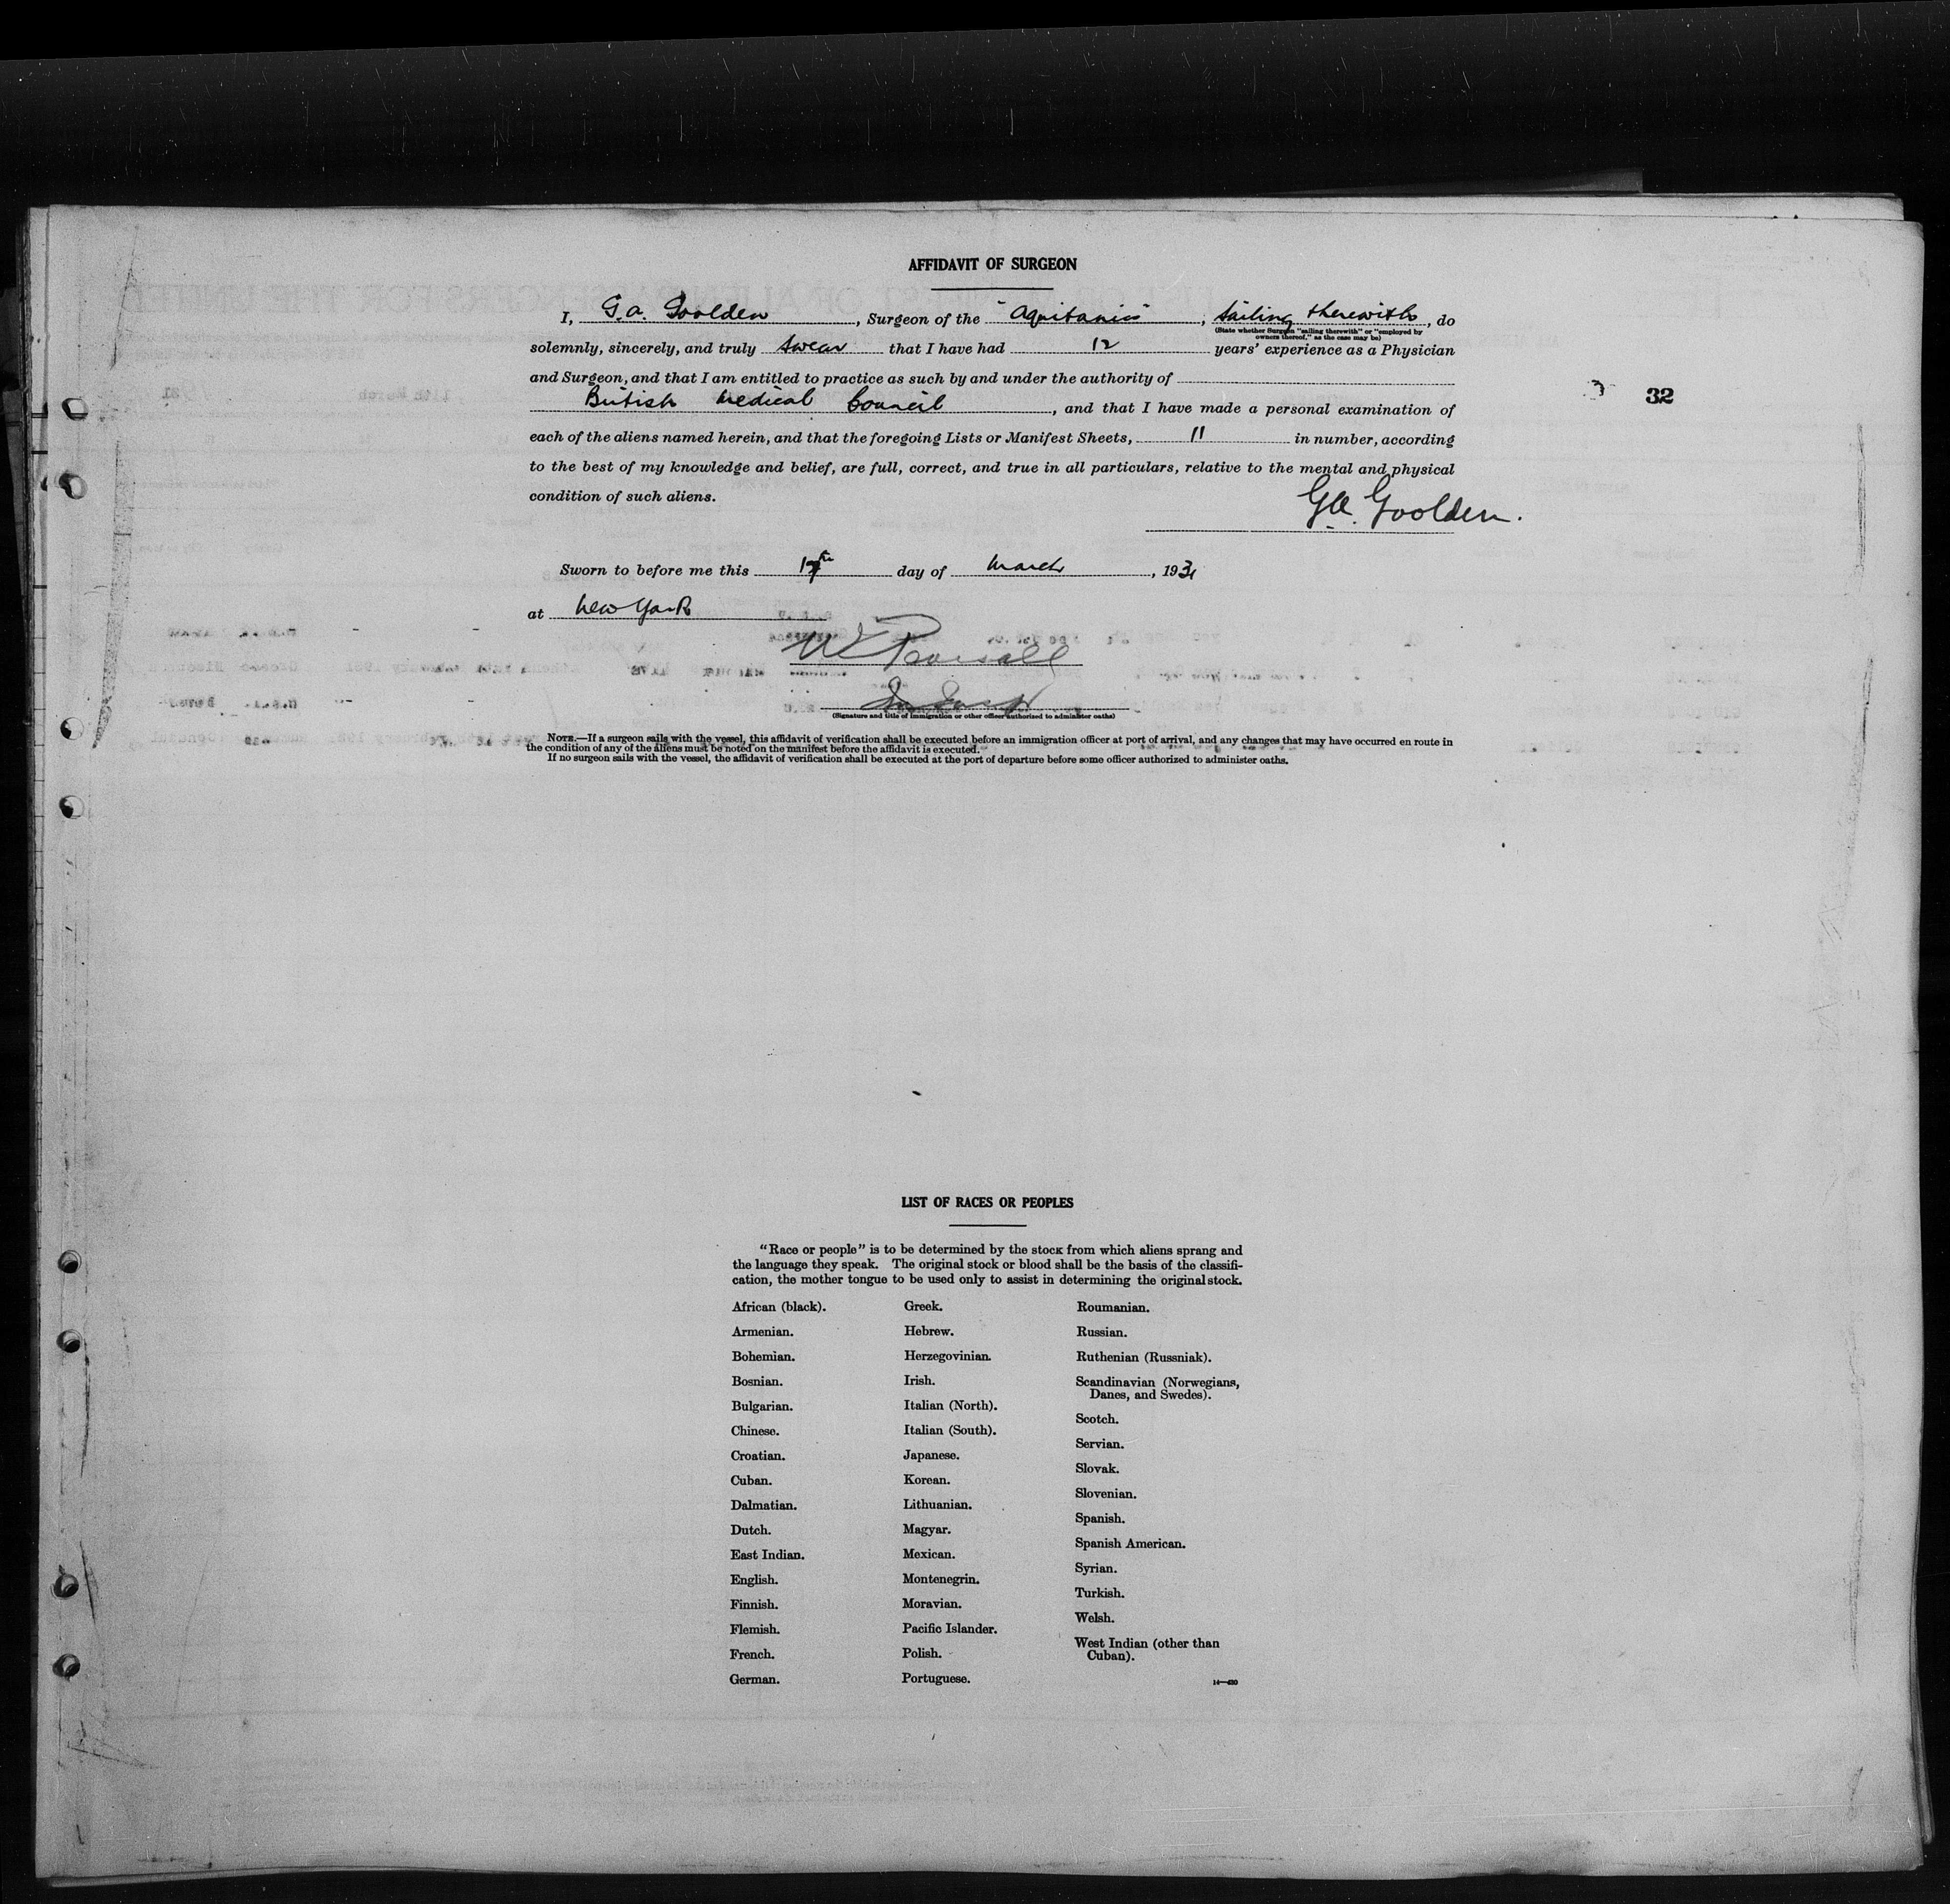 AFFIDAVIT OF SURGEON
I, G. A. Goolden, Surgeon of the "Aquitania", sailing therewith, do
(State whether Surgeon "sailing therewith" or "employed by
owners thereof," as the case may be)
solemnly, sincerely, and truly swear that I have had 12 years' experience as a Physician
and Surgeon, and that I am entitled to practice as such by and under the authority of
British Medical Council, and that I have made a personal examination of
32
each of the aliens named herein, and that the foregoing Lists or Manifest Sheets, 11 in number, according
to the best of my knowledge and belief, are full, correct, and true in all particulars, relative to the mental and physical
condition of such aliens.
G.A. Goolden.
Sworn to before me this 17th day of March, 1931
at New York
(Signature and title of immigration or other officer authorized to administer oaths)
NOTE.—If a surgeon sails with the vessel, this affidavit of verification shall be executed before an immigration officer at port of arrival, and any changes that may have occurred en route in
the condition of any of the aliens must be noted on the manifest before the affidavit is executed.
If no surgeon sails with the vessel, the affidavit of verification shall be executed at the port of departure before some officer authorized to administer oaths.
LIST OF RACES OR PEOPLES
"Race or people" is to be determined by the stock from which aliens sprang and
the language they speak. The original stock or blood shall be the basis of the classifi-
cation, the mother tongue to be used only to assist in determining the original stock.
African (black).
Armenian.
Bohemian.
Bosnian.
Bulgarian.
Chinese.
Croatian.
Cuban.
Dalmatian.
Dutch.
East Indian.
English.
Finnish.
Flemish.
French.
German.
Greek.
Hebrew.
Herzegovinian.
Irish.
Italian (North).
Italian (South).
Japanese.
Korean.
Lithuanian.
Magyar.
Mexican.
Montenegrin.
Moravian.
Pacific Islander.
Polish.
Portuguese.
Roumanian.
Russian.
Ruthenian (Russniak).
Scandinavian (Norwegians,
Danes, and Swedes).
Scotch.
Servian.
Slovak.
Slovenian.
Spanish.
Spanish American.
Syrian.
Turkish.
Welsh.
West Indian (other than
Cuban).